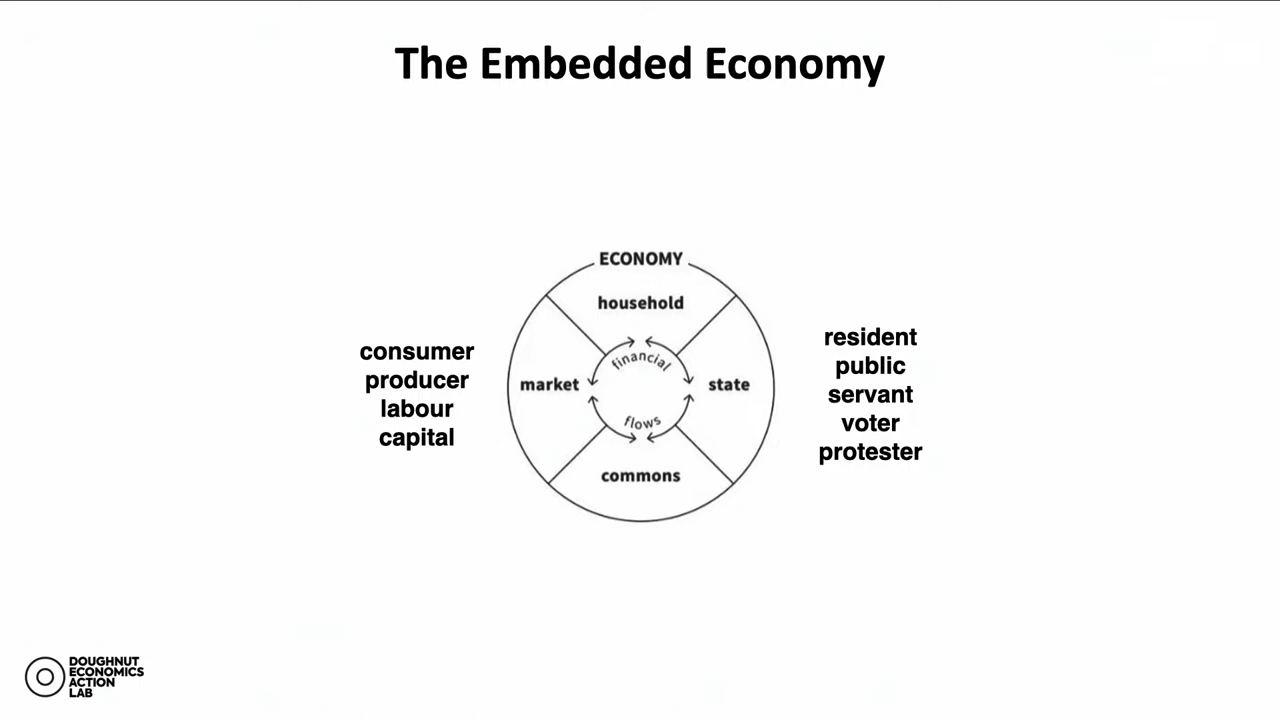 The Embedded Economy
ECONOMY
household
consumer
producer
labour
capital
market
financial
flows
state
commons
resident
public
servant
voter
protester
DOUGHNUT
ECONOMICS
ACTION
LAB